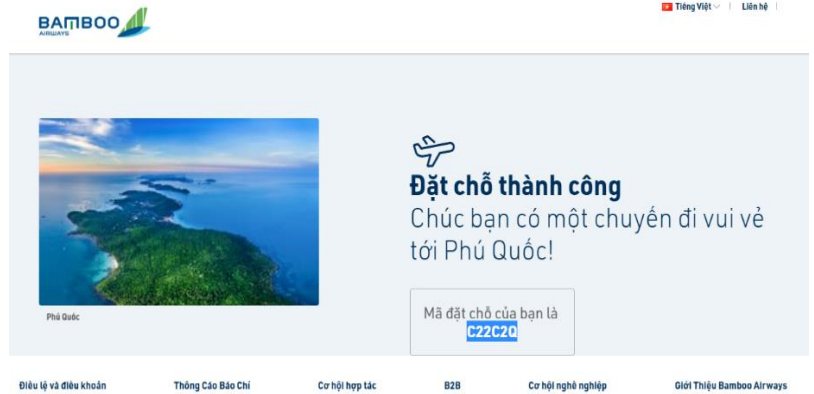 BAMBOO
AIRWAYS
Tiếng Việt
Liên hệ
Đặt chỗ thành công
Chúc bạn có một chuyến đi vui vẻ
tới Phú Quốc!
Phú Quốc
Mã đặt chỗ của bạn là
C22C2Q
Điều lệ và điều khoản Thông Cáo Báo Chí Cơ hội hợp tác B2B Cơ hội nghề nghiệp Giới Thiệu Bamboo Airways